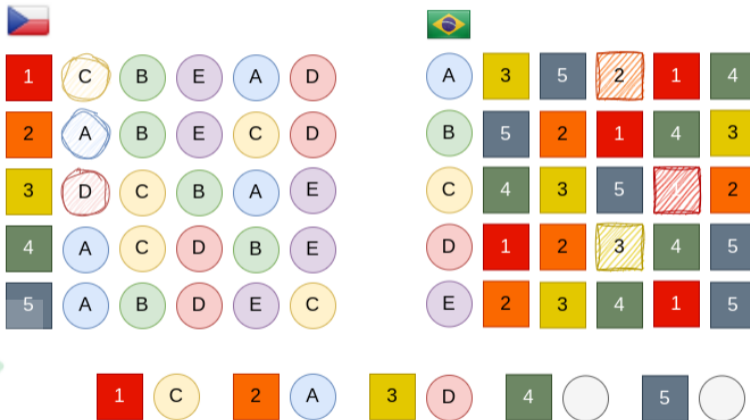 1 C B E A D A 3 5 2 1 4
2 A B E C D B 5 2 1 4 3
3 D C B A E C 4 3 5 1 2
4 A C D B E D 1 2 3 4 5
5 A B D E C E 2 3 4 1 5
1 C 2 A 3 D 4 5